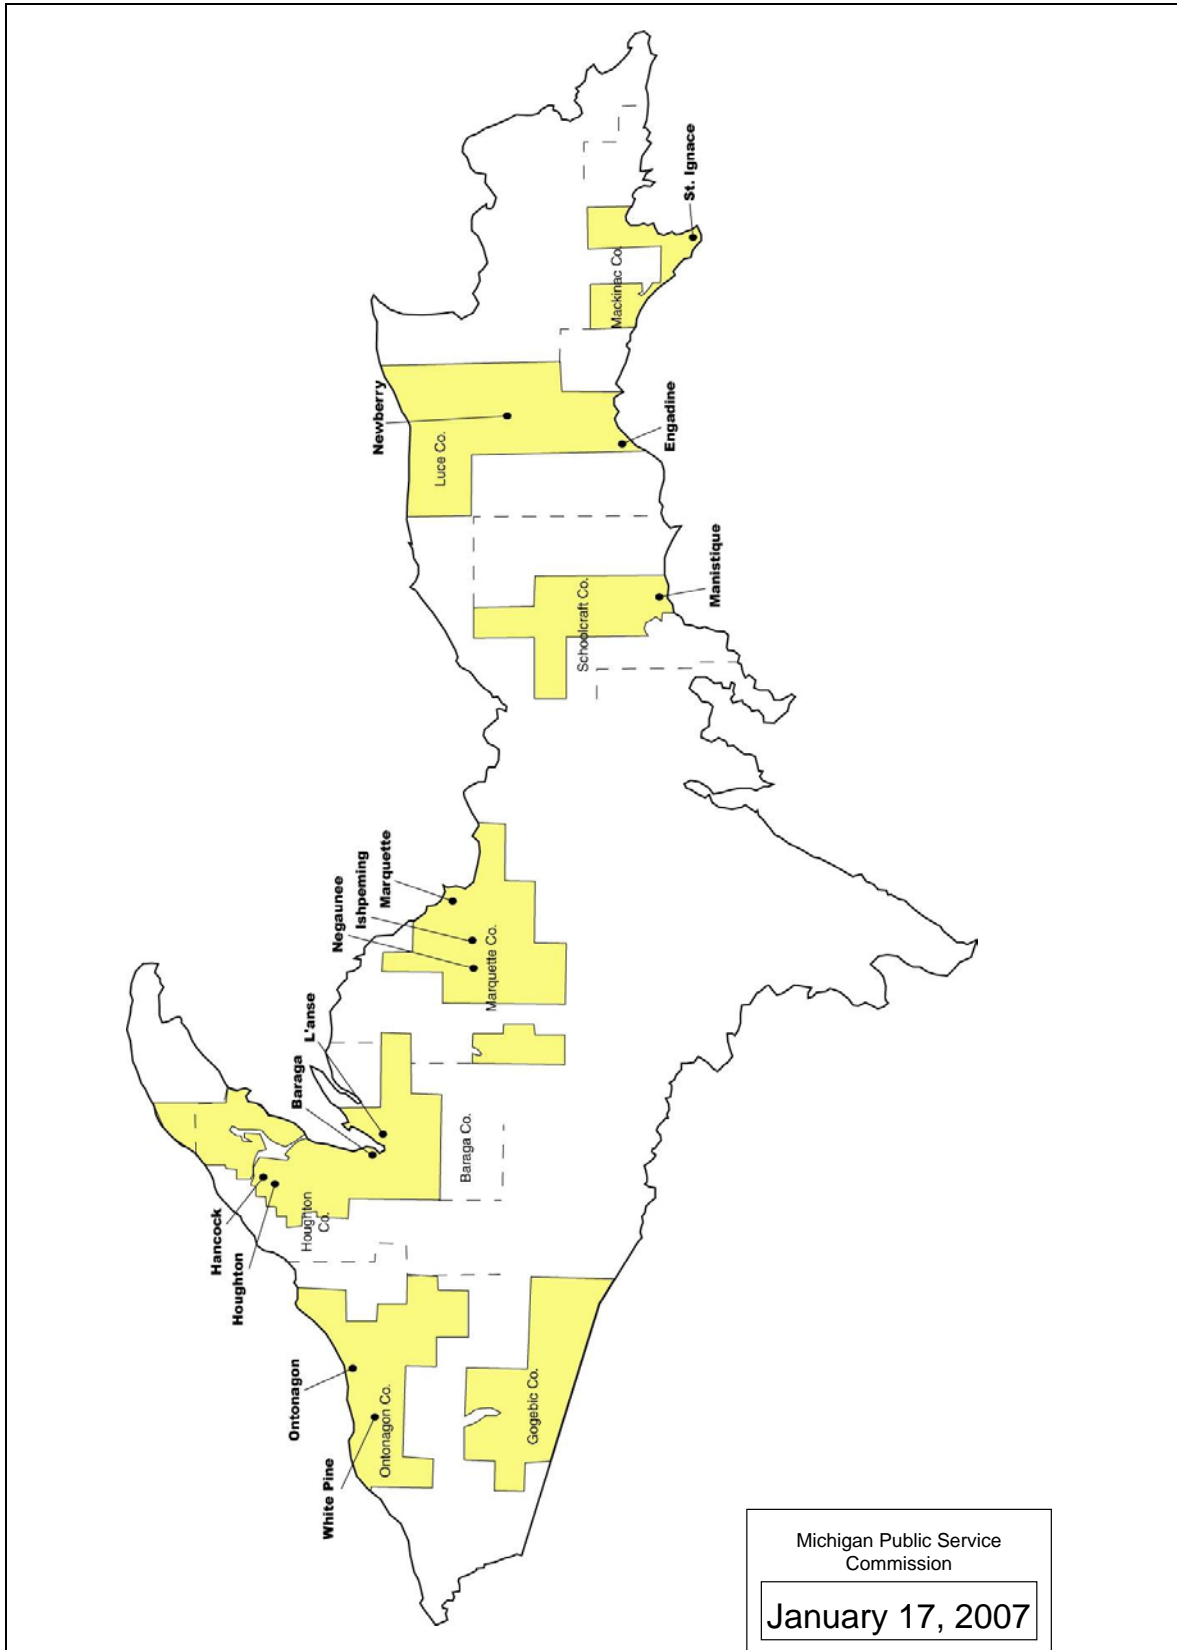 St. Ignace
Mackinac Co.
Newberry
Luce Co.
Engadine
Manistique
Schoolcraft Co.
Marquette
Ishpeming
Negaunee
Marquette Co.
L'anse
Baraga
Baraga Co.
Hancock
Houghton
Houghton
Co.
Ontonagon
White Pine
Ontonagon Co.
Gogebic Co.
Michigan Public Service
Commission
January 17, 2007